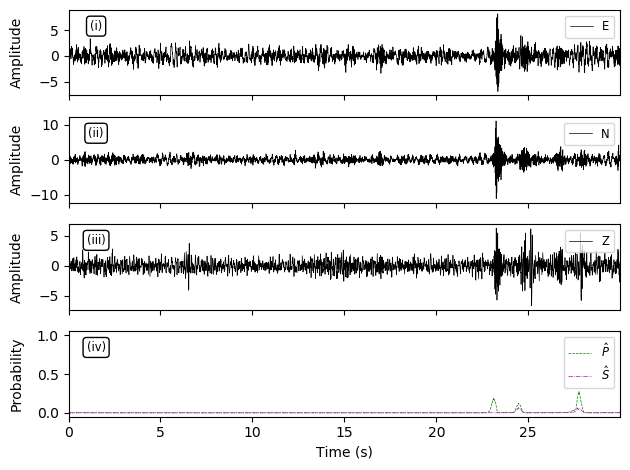 (i)
E
5
0
−5
Amplitude
(ii)
N
10
0
−10
Amplitude
(iii)
Z
5
0
−5
Amplitude
(iv)
P̂
Ŝ
1.0
0.5
0.0
Probability
0 5 10 15 20 25
Time (s)